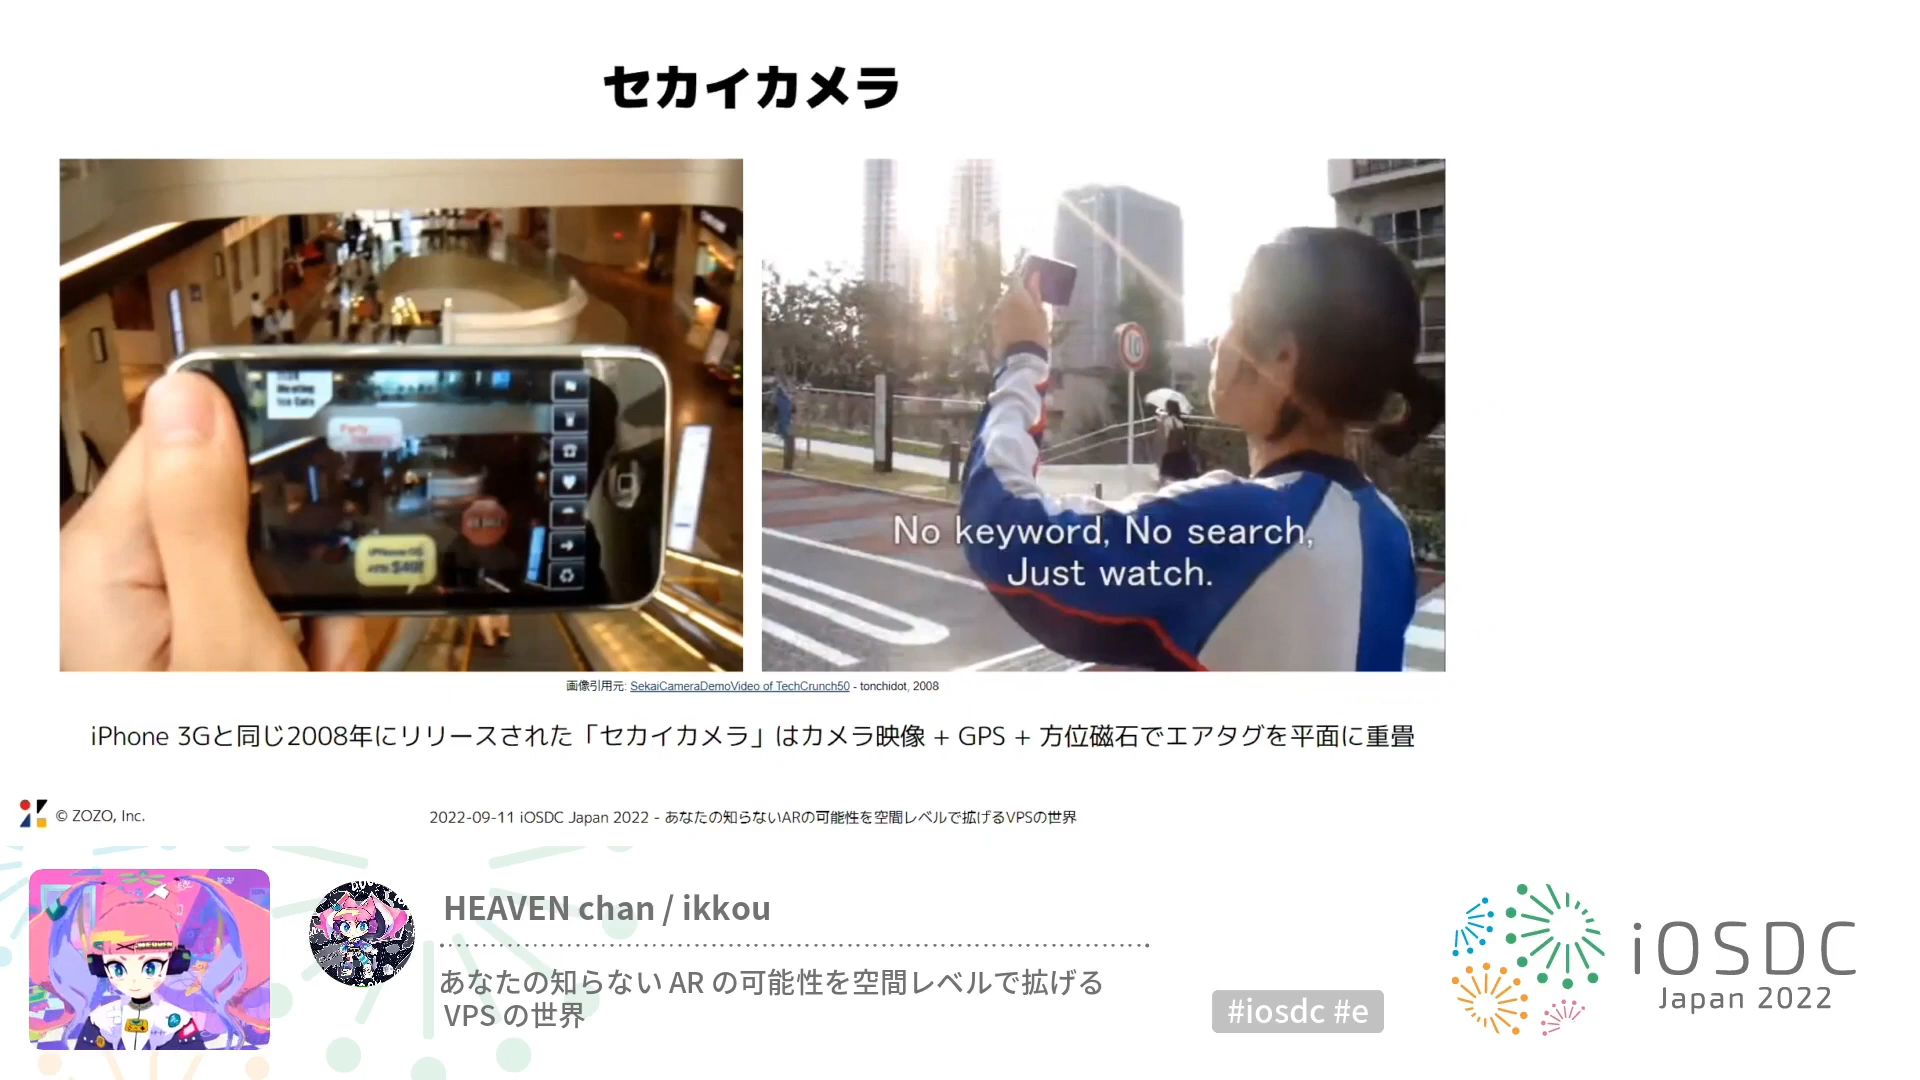 セカイカメラ
No keyword, No search,
Just watch.
画像引用元: SekaiCameraDemoVideo of TechCrunch50 - tonchidot, 2008
iPhone 3Gと同じ2008年にリリースされた「セカイカメラ」はカメラ映像 + GPS + 方位磁石でエアタグを平面に重畳
© ZOZO, Inc.
2022-09-11 iOSDC Japan 2022 - あなたの知らないARの可能性を空間レベルで拡げるVPSの世界
HEAVEN chan / ikkou
あなたの知らない AR の可能性を空間レベルで拡げる
VPS の世界
#iosdc #e
iOSDC
Japan 2022